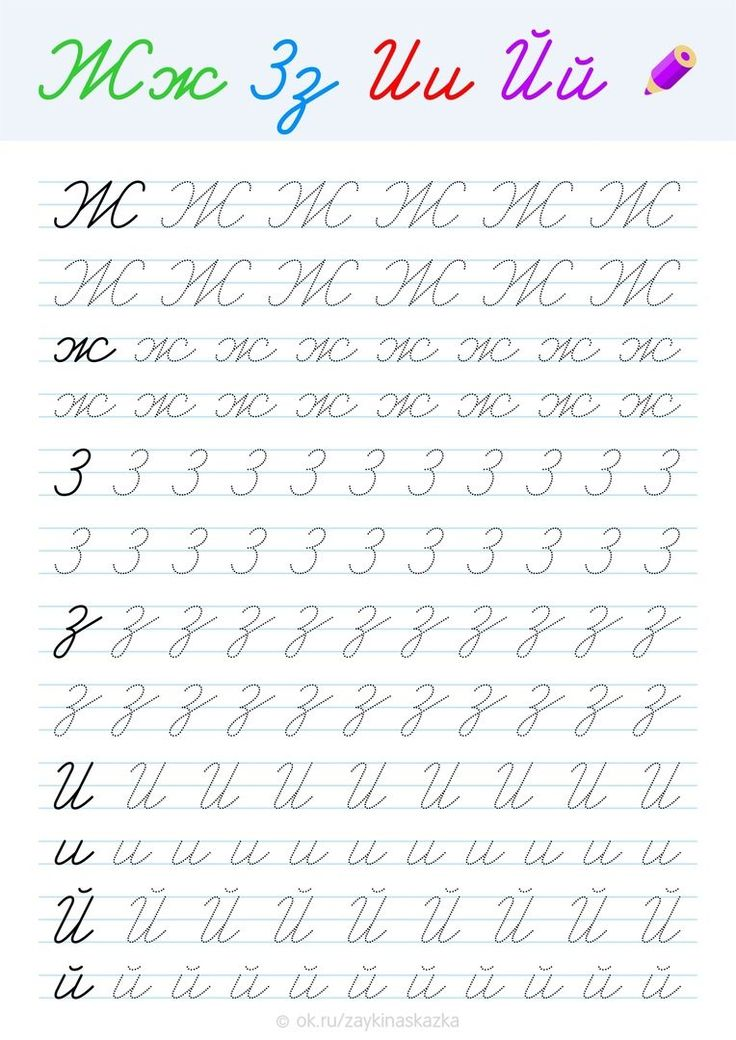 Жж Зз Ии Йй
Ж Ж Ж Ж Ж Ж
Ж Ж Ж Ж Ж Ж
ж ж ж ж ж ж ж ж
ж ж ж ж ж ж ж ж
З З З З З З З З З З З
З З З З З З З З З З З
з з з з з з з з з з з
з з з з з з з з з з з
И И И И И И И И И
и и и и и и и и и и и
Й Й Й Й Й Й Й Й Й
й й й й й й й й й й й
© ok.ru/zaykinaskazka